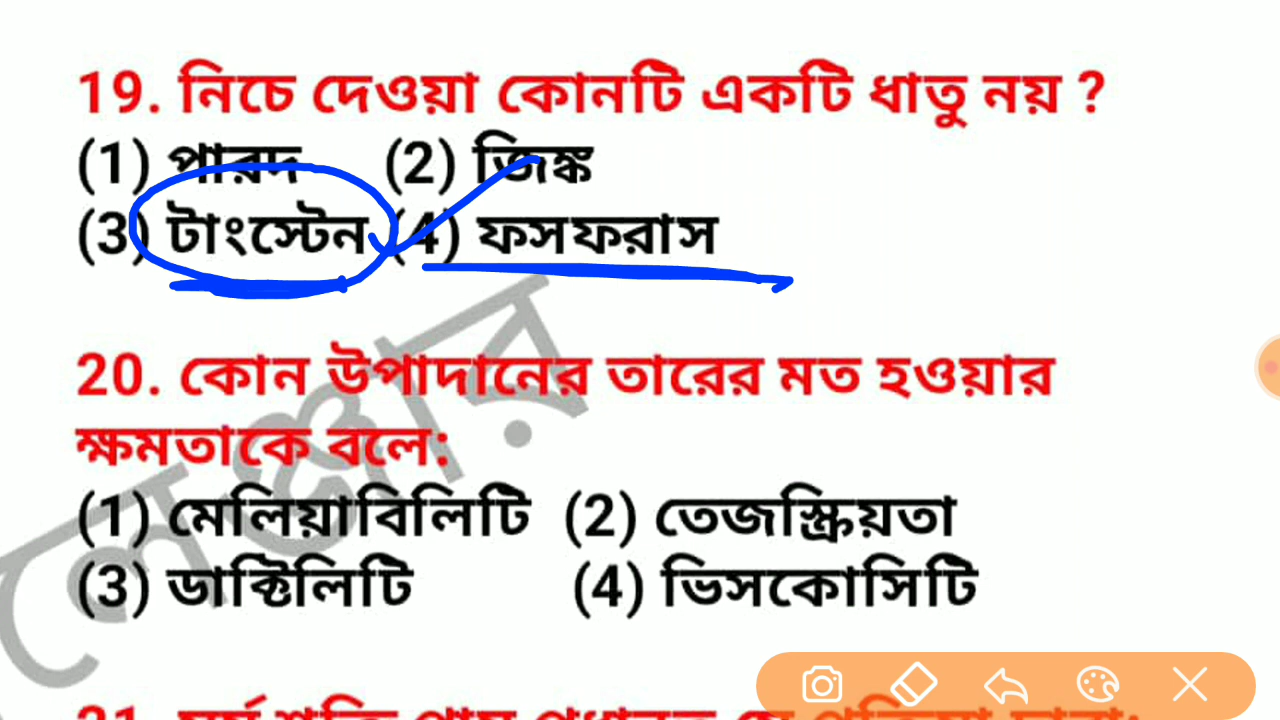 19. নিচে দেওয়া কোনটি একটি ধাতু নয় ?
(1) পারদ (2) জিঙ্ক
(3) টাংস্টেন (4) ফসফরাস
20. কোন উপাদানের তারের মত হওয়ার
ক্ষমতাকে বলে:
(1) মেলিয়াবিলিটি (2) তেজস্ক্রিয়তা
(3) ডাক্টিলিটি (4) ভিসকোসিটি
21.